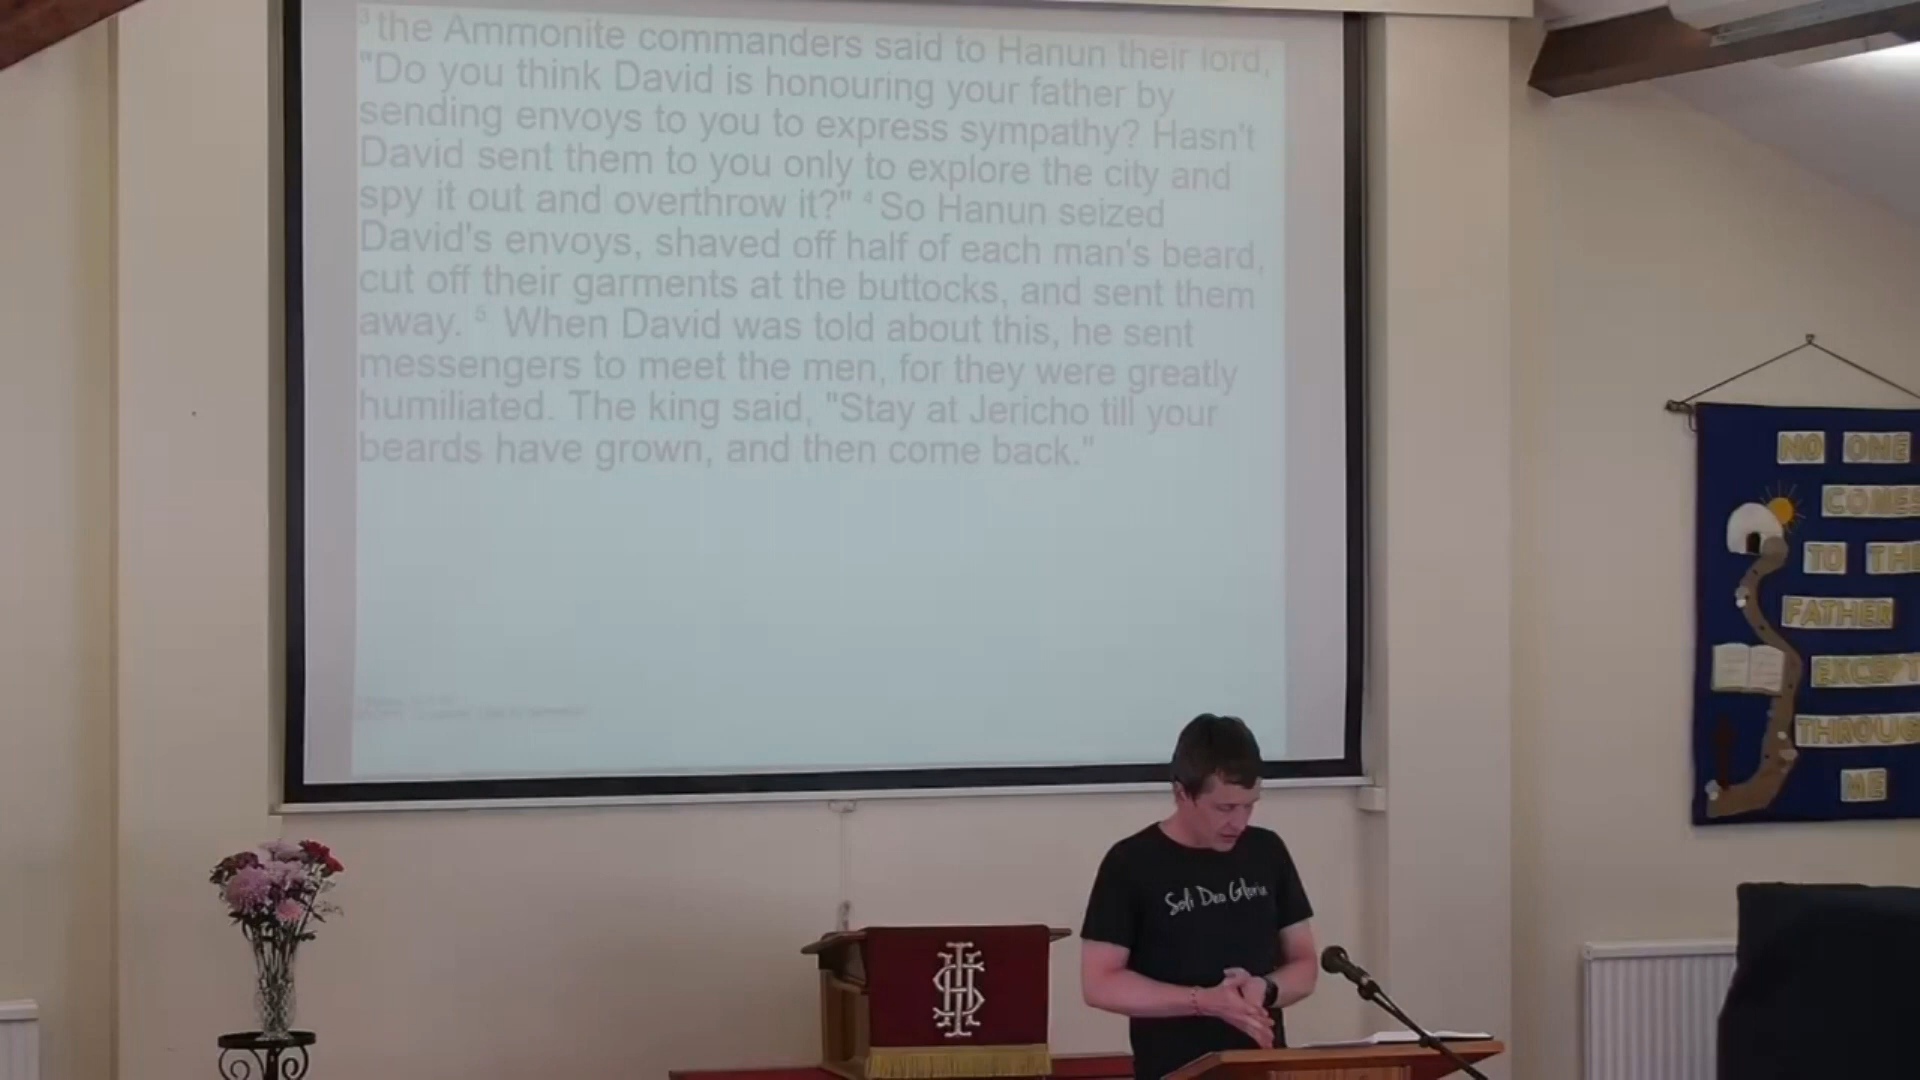 3 the Ammonite commanders said to Hanun their lord,
"Do you think David is honouring your father by
sending envoys to you to express sympathy? Hasn't
David sent them to you only to explore the city and
spy it out and overthrow it?" 4 So Hanun seized
David's envoys, shaved off half of each man's beard,
cut off their garments at the buttocks, and sent them
away. 5 When David was told about this, he sent
messengers to meet the men, for they were greatly
humiliated. The king said, "Stay at Jericho till your
beards have grown, and then come back."
NO ONE
COMES
TO THE
FATHER
EXCEPT
THROUG
ME
Soli Deo Gloria
IHS